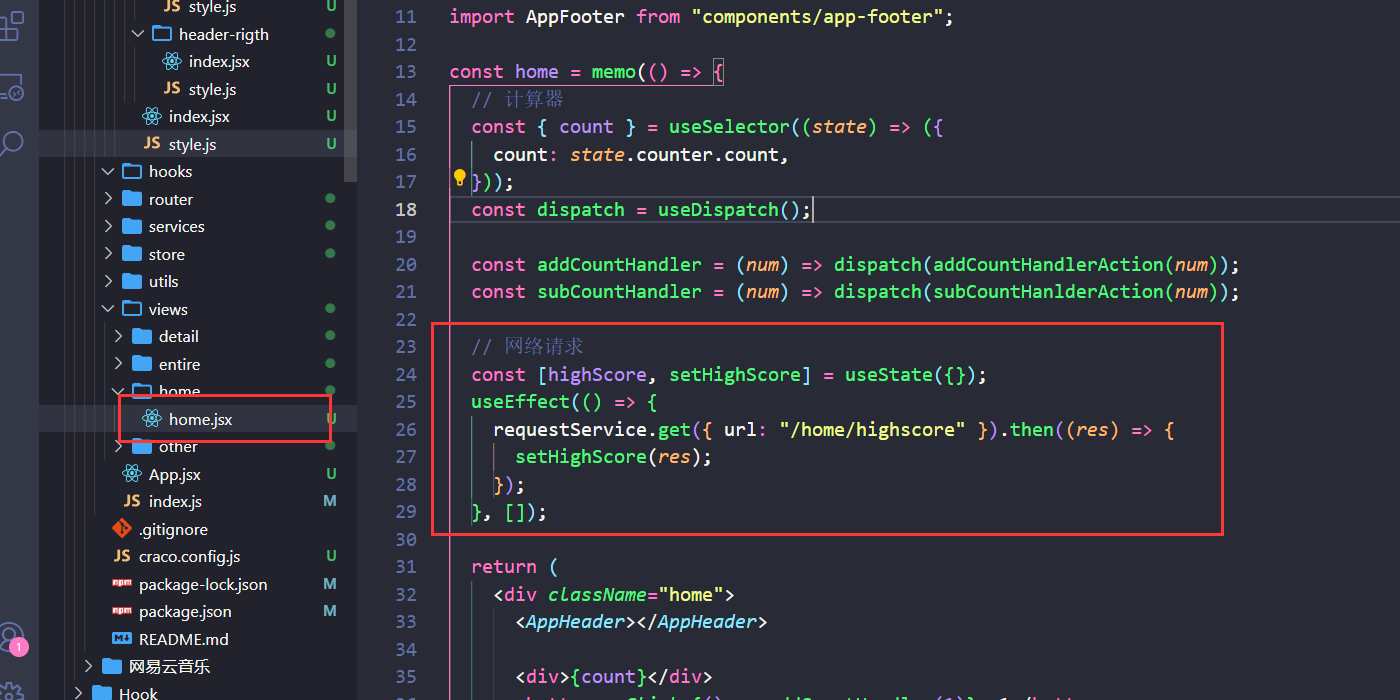 JS style.js U
header-rigth
index.jsx U
JS style.js U
index.jsx U
JS style.js U
hooks
router
services
store
utils
views
detail
entire
home
home.jsx U
other
App.jsx U
JS index.js M
.gitignore
JS craco.config.js U
npm package-lock.json M
npm package.json M
README.md
网易云音乐
Hook
1
11 import AppFooter from "components/app-footer";
12
13 const home = memo(() => {
14 // 计算器
15 const { count } = useSelector((state) => ({
16 count: state.counter.count,
17 }));
18 const dispatch = useDispatch();
19
20 const addCountHandler = (num) => dispatch(addCountHandlerAction(num));
21 const subCountHandler = (num) => dispatch(subCountHanlderAction(num));
22
23 // 网络请求
24 const [highScore, setHighScore] = useState({});
25 useEffect(() => {
26 requestService.get({ url: "/home/highscore" }).then((res) => {
27 setHighScore(res);
28 });
29 }, []);
30
31 return (
32 <div className="home">
33 <AppHeader></AppHeader>
34
35 <div>{count}</div>